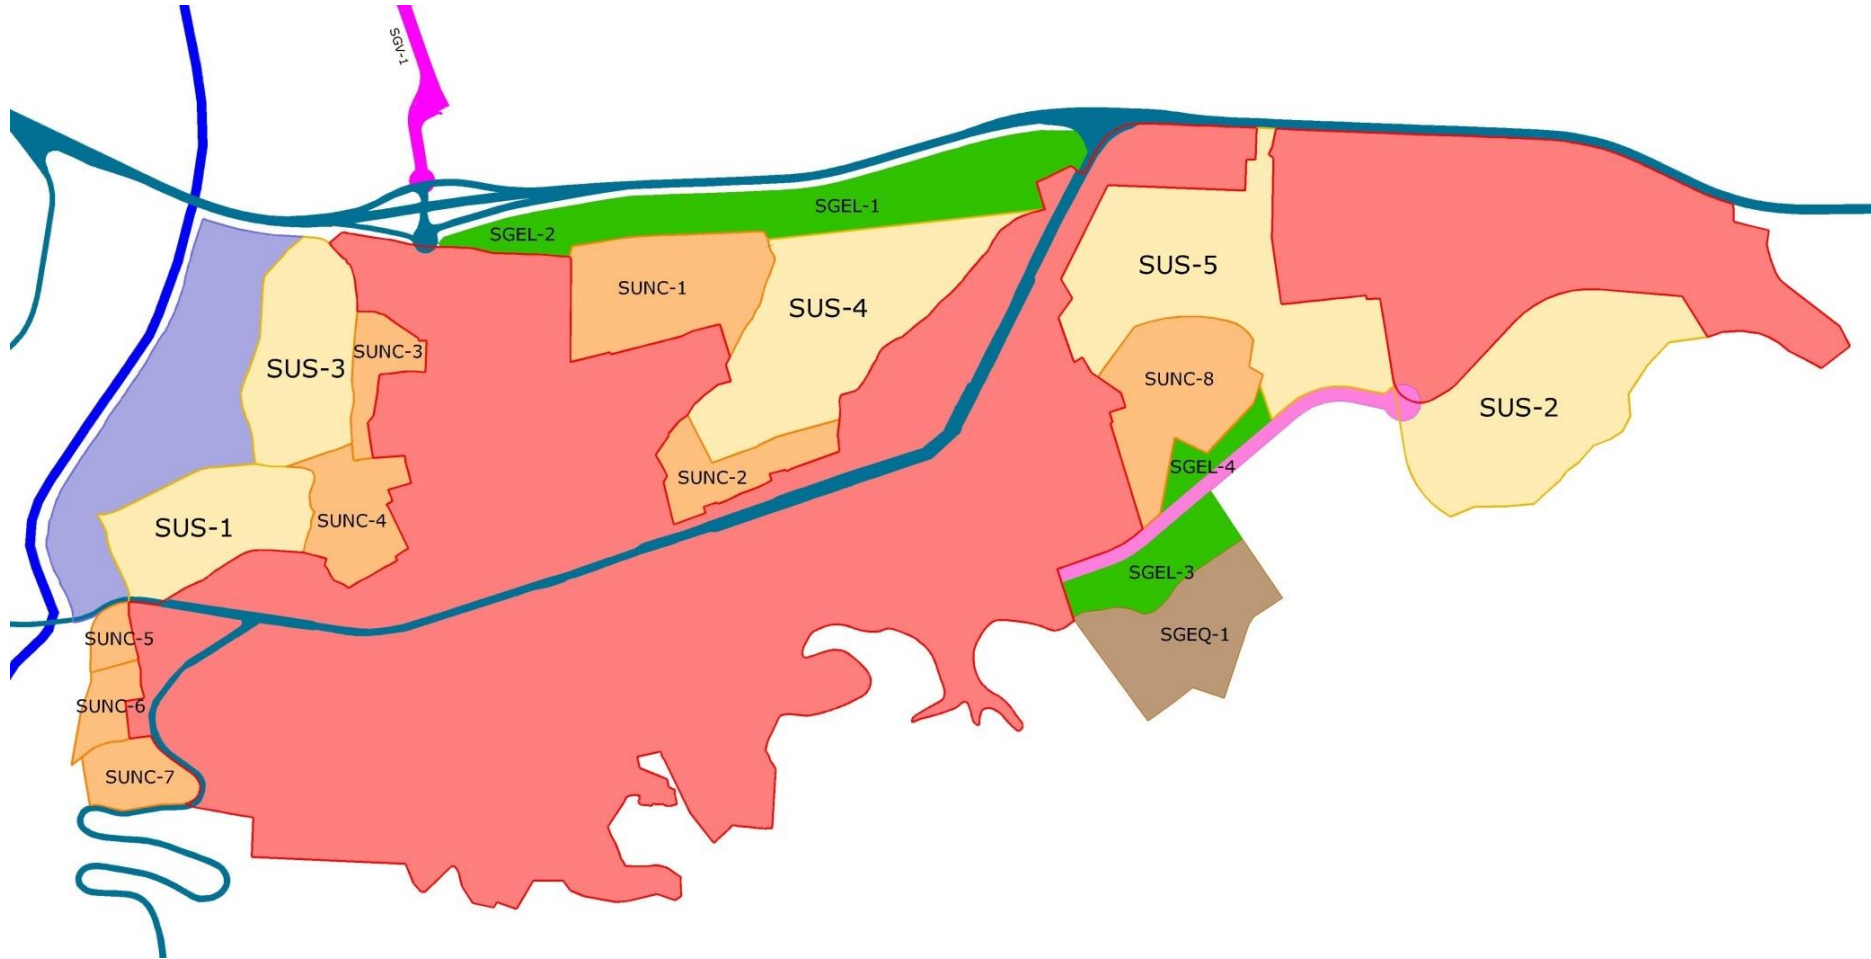 SGV-1
SGEL-1
SGEL-2
SUS-5
SUNC-1
SUS-4
SUNC-3
SUS-3
SUNC-8
SUS-2
SGEL-4
SUNC-2
SUNC-4
SUS-1
SGEL-3
SGEQ-1
SUNC-5
SUNC-6
SUNC-7